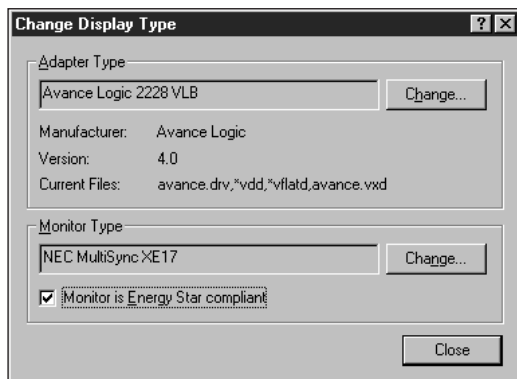 Change Display Type
Adapter Type
Avance Logic 2228 VLB
Change...
Manufacturer: Avance Logic
Version: 4.0
Current Files: avance.drv,*vdd,*vflatd,avance.vxd
Monitor Type
NEC MultiSync XE17
Change...
Monitor is Energy Star compliant
Close